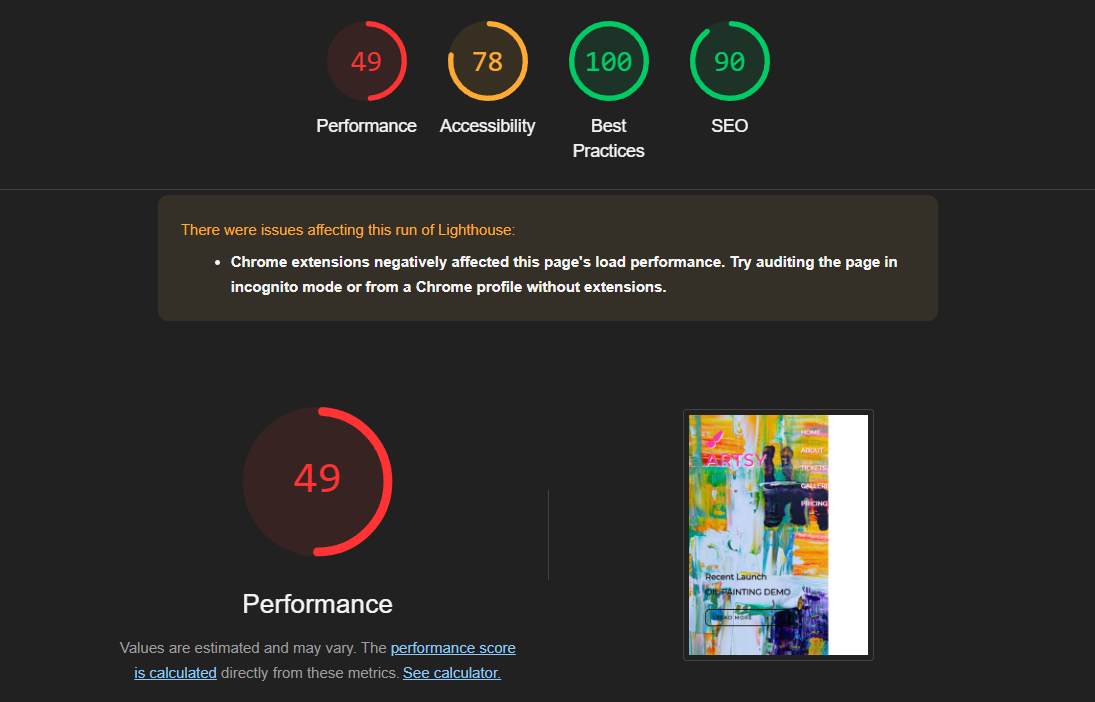 49
78
100
90
Performance
Accessibility
Best
Practices
SEO
There were issues affecting this run of Lighthouse:
• Chrome extensions negatively affected this page's load performance. Try auditing the page in
incognito mode or from a Chrome profile without extensions.
49
Performance
Values are estimated and may vary. The performance score
is calculated directly from these metrics. See calculator.
HOME
ABOUT
ARTSY
TICKETS
GALLERI
PRICING
Recent Launch
OIL PAINTING DEMO
READ MORE